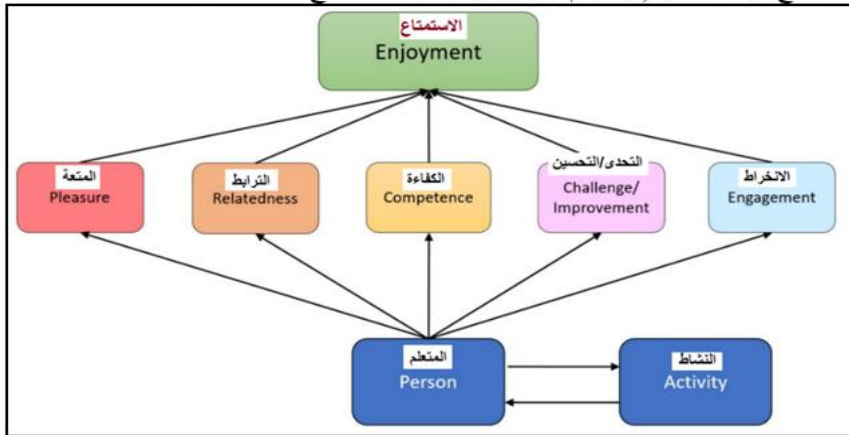 الاستمتاع
Enjoyment
المتعة
Pleasure
الترابط
Relatedness
الكفاءة
Competence
التحدى/التحسين
Challenge/
Improvement
الانخراط
Engagement
المتعلم
Person
النشاط
Activity